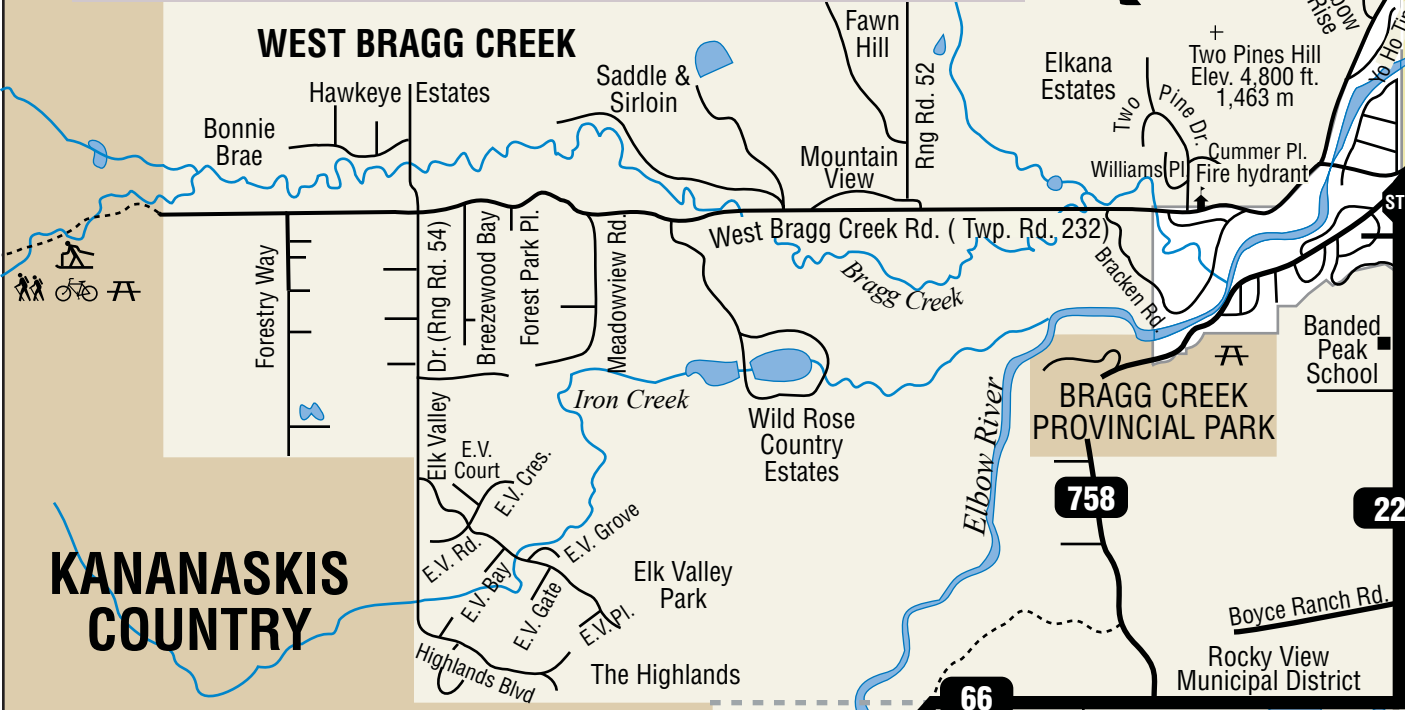 WEST BRAGG CREEK
Fawn
Hill
Rng Rd. 52
Elkana
Estates
Two Pines Hill
Elev. 4,800 ft.
1,463 m
Rise
Yo Ho
Saddle &
Sirloin
Hawkeye Estates
Bonnie
Brae
Mountain
View
Two Pine Dr.
Williams Pl.
Cummer Pl.
Fire hydrant
ST
West Bragg Creek Rd. ( Twp. Rd. 232)
Bragg Creek
Bracken Rd.
Forestry Way
Elk Valley Dr. (Rng Rd. 54)
Breezewood Bay
Forest Park Pl.
Meadowview Rd.
Iron Creek
Wild Rose
Country
Estates
Elbow River
BRAGG CREEK
PROVINCIAL PARK
Banded
Peak
School
758
22
E.V.
Court
E.V. Cres.
E.V. Rd.
E.V. Bay
E.V. Grove
E.V. Gate
E.V. Pl.
Elk Valley
Park
KANANASKIS
COUNTRY
Highlands Blvd
The Highlands
Boyce Ranch Rd.
Rocky View
Municipal District
66